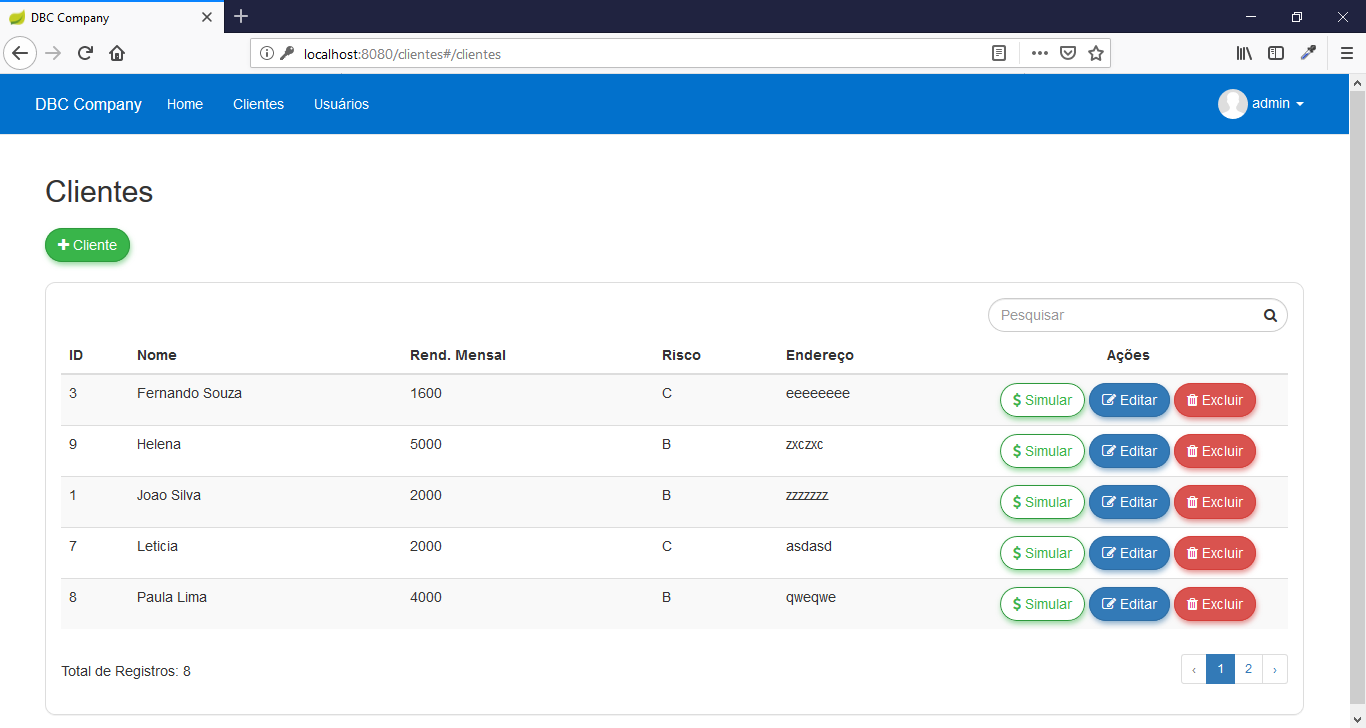 DBC Company
localhost:8080/clientes#/clientes
DBC Company Home Clientes Usuários admin
Clientes
Cliente
Pesquisar
ID Nome Rend. Mensal Risco Endereço Ações
3 Fernando Souza 1600 C eeeeeeee $ Simular Editar Excluir
9 Helena 5000 B zxczxc $ Simular Editar Excluir
1 Joao Silva 2000 B zzzzzzz $ Simular Editar Excluir
7 Leticia 2000 C asdasd $ Simular Editar Excluir
8 Paula Lima 4000 B qweqwe $ Simular Editar Excluir
Total de Registros: 8 ‹ 1 2 ›